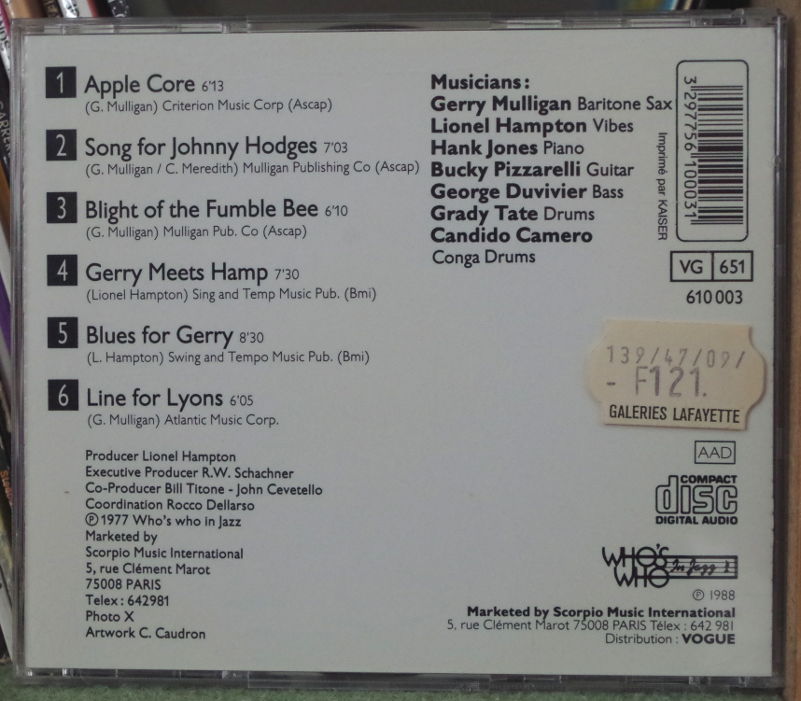 1 Apple Core 6'13
(G. Mulligan) Criterion Music Corp (Ascap)
2 Song for Johnny Hodges 7'03
(G. Mulligan / C. Meredith) Mulligan Publishing Co (Ascap)
3 Blight of the Fumble Bee 6'10
(G. Mulligan) Mulligan Pub. Co (Ascap)
4 Gerry Meets Hamp 7'30
(Lionel Hampton) Sing and Temp Music Pub. (Bmi)
5 Blues for Gerry 8'30
(L. Hampton) Swing and Tempo Music Pub. (Bmi)
6 Line for Lyons 6'05
(G. Mulligan) Atlantic Music Corp.
Producer Lionel Hampton
Executive Producer R.W. Schachner
Co-Producer Bill Titone - John Cevetello
Coordination Rocco Dellarso
℗ 1977 Who's who in Jazz
Marketed by
Scorpio Music International
5, rue Clément Marot
75008 PARIS
Telex : 642981
Photo X
Artwork C. Caudron
Musicians :
Gerry Mulligan Baritone Sax
Lionel Hampton Vibes
Hank Jones Piano
Bucky Pizzarelli Guitar
George Duvivier Bass
Grady Tate Drums
Candido Camero
Conga Drums
3 297756 100031
Imprimé par KAISER
VG 651
610 003
139/47/09/
- F121.
GALERIES LAFAYETTE
AAD
COMPACT
disc
DIGITAL AUDIO
WHO'S
WHO In Jazz
℗ 1988
Marketed by Scorpio Music International
5, rue Clément Marot 75008 PARIS Télex : 642 981
Distribution : VOGUE